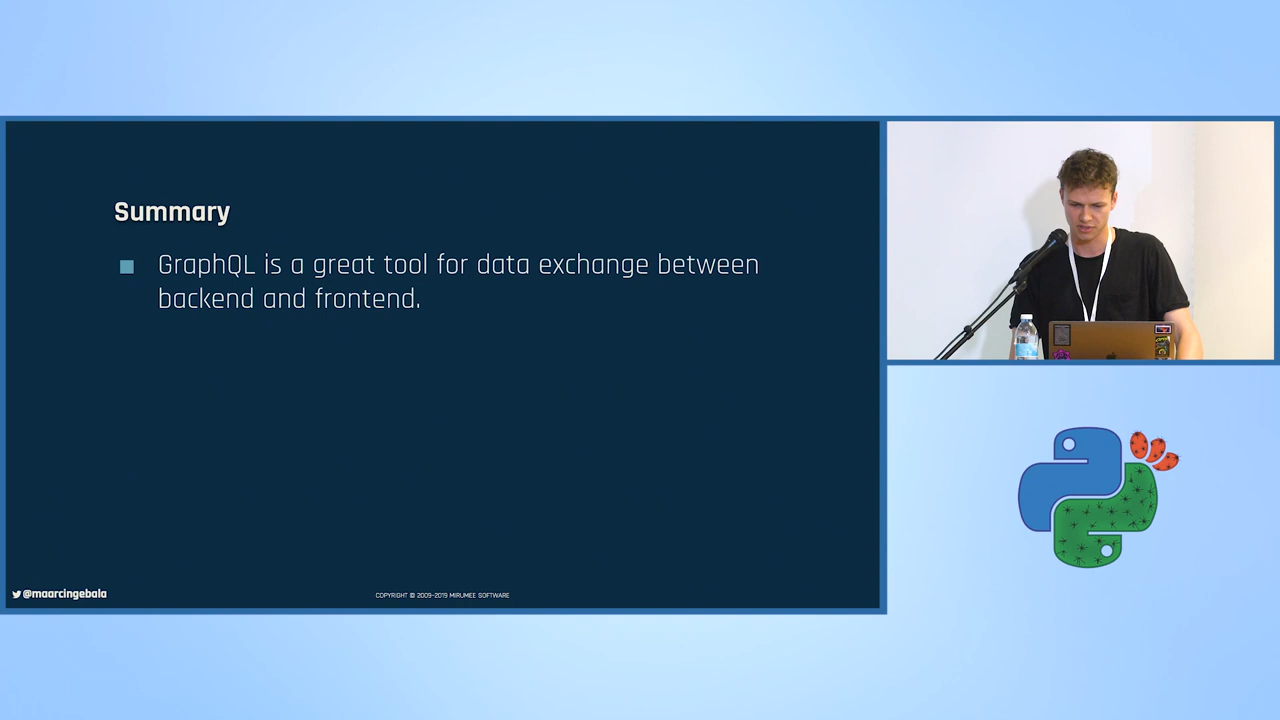 Summary
GraphQL is a great tool for data exchange between
backend and frontend.
@maarcingebala
COPYRIGHT © 2009-2019 MIRUMEE SOFTWARE